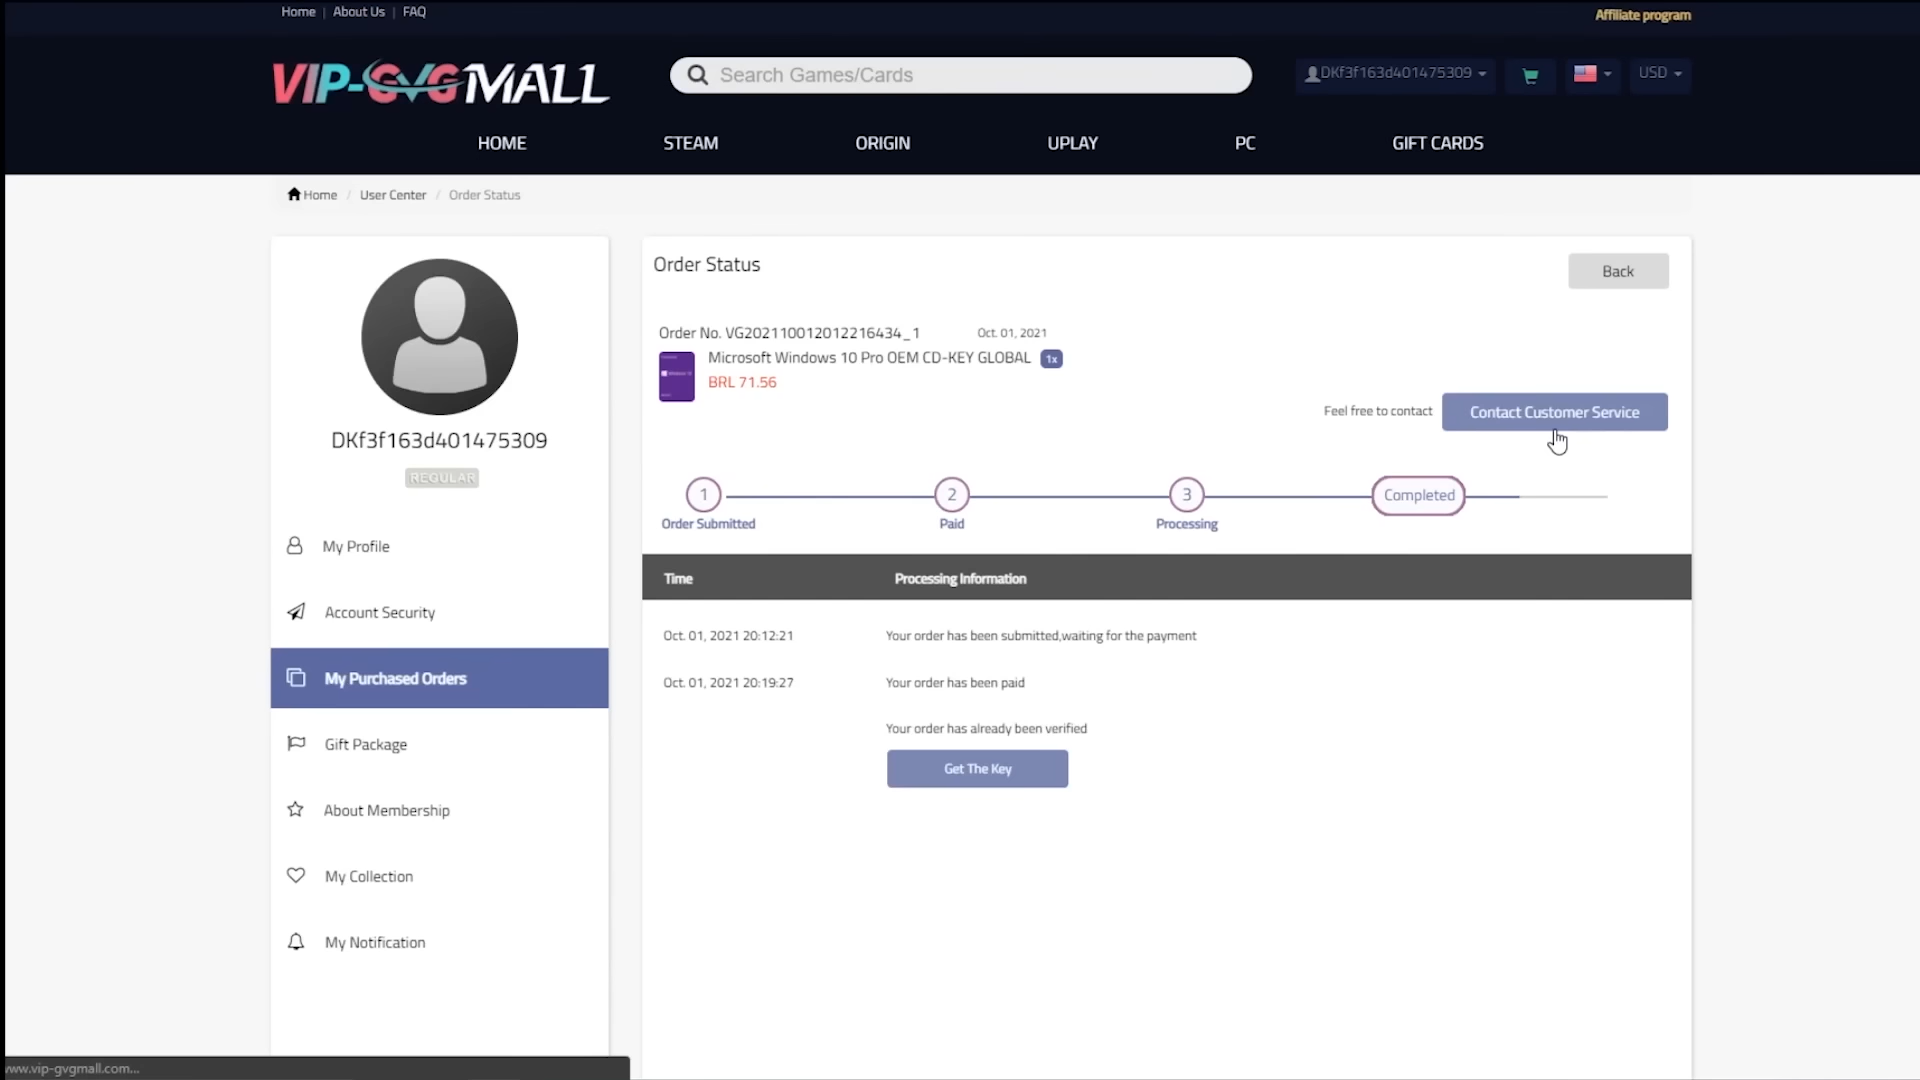 Home | About Us | FAQ
Affiliate program
VIP-GVGMALL
Search Games/Cards
DKf3f163d401475309
USD
HOME
STEAM
ORIGIN
UPLAY
PC
GIFT CARDS
Home / User Center / Order Status
DKf3f163d401475309
REGULAR
My Profile
Account Security
My Purchased Orders
Gift Package
About Membership
My Collection
My Notification
Order Status
Back
Order No. VG202110012012216434_1 Oct. 01, 2021
Microsoft Windows 10 Pro OEM CD-KEY GLOBAL 1x
BRL 71.56
Feel free to contact
Contact Customer Service
1
2
3
Completed
Order Submitted
Paid
Processing
Time
Processing Information
Oct. 01, 2021 20:12:21 Your order has been submitted,waiting for the payment
Oct. 01, 2021 20:19:27 Your order has been paid
Your order has already been verified
Get The Key
www.vip-gvgmall.com...